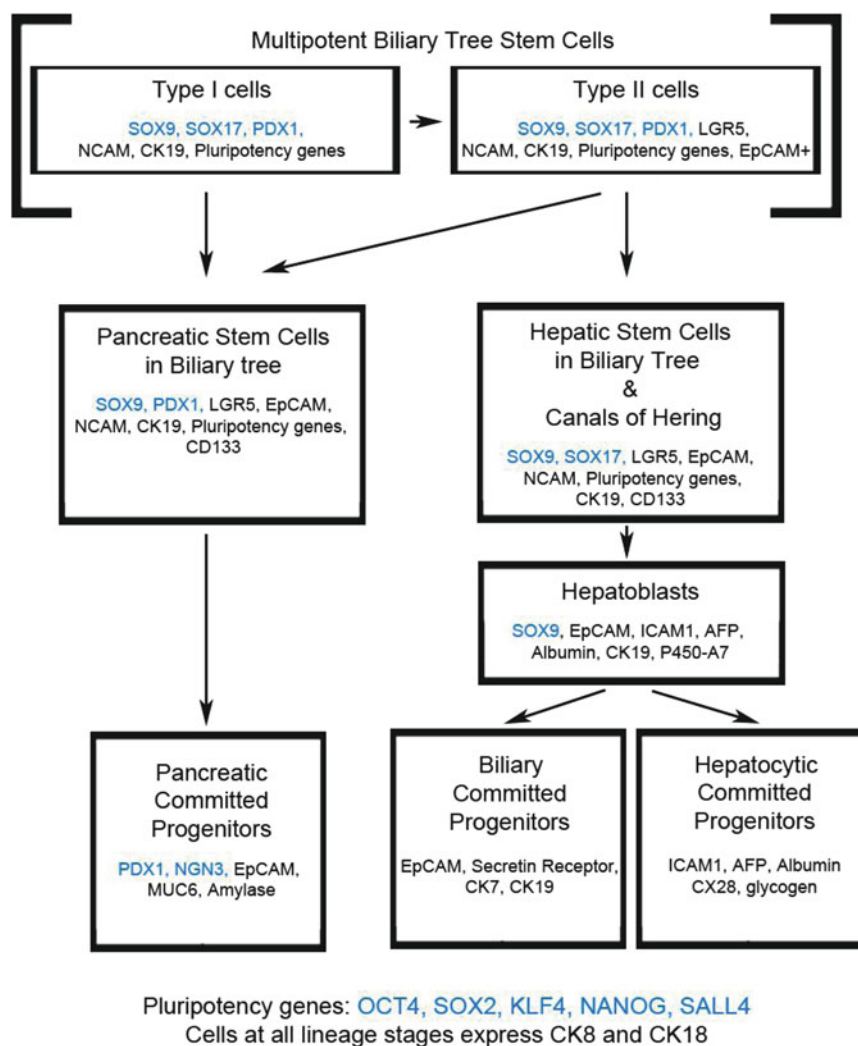 Multipotent Biliary Tree Stem Cells
Type I cells
SOX9, SOX17, PDX1,
NCAM, CK19, Pluripotency genes
Type II cells
SOX9, SOX17, PDX1, LGR5,
NCAM, CK19, Pluripotency genes, EpCAM+
Pancreatic Stem Cells
in Biliary tree
SOX9, PDX1, LGR5, EpCAM,
NCAM, CK19, Pluripotency genes,
CD133
Hepatic Stem Cells
in Biliary Tree
&
Canals of Hering
SOX9, SOX17, LGR5, EpCAM,
NCAM, Pluripotency genes,
CK19, CD133
Hepatoblasts
SOX9, EpCAM, ICAM1, AFP,
Albumin, CK19, P450-A7
Pancreatic
Committed
Progenitors
PDX1, NGN3, EpCAM,
MUC6, Amylase
Biliary
Committed
Progenitors
EpCAM, Secretin Receptor,
CK7, CK19
Hepatocytic
Committed
Progenitors
ICAM1, AFP, Albumin
CX28, glycogen
Pluripotency genes: OCT4, SOX2, KLF4, NANOG, SALL4
Cells at all lineage stages express CK8 and CK18